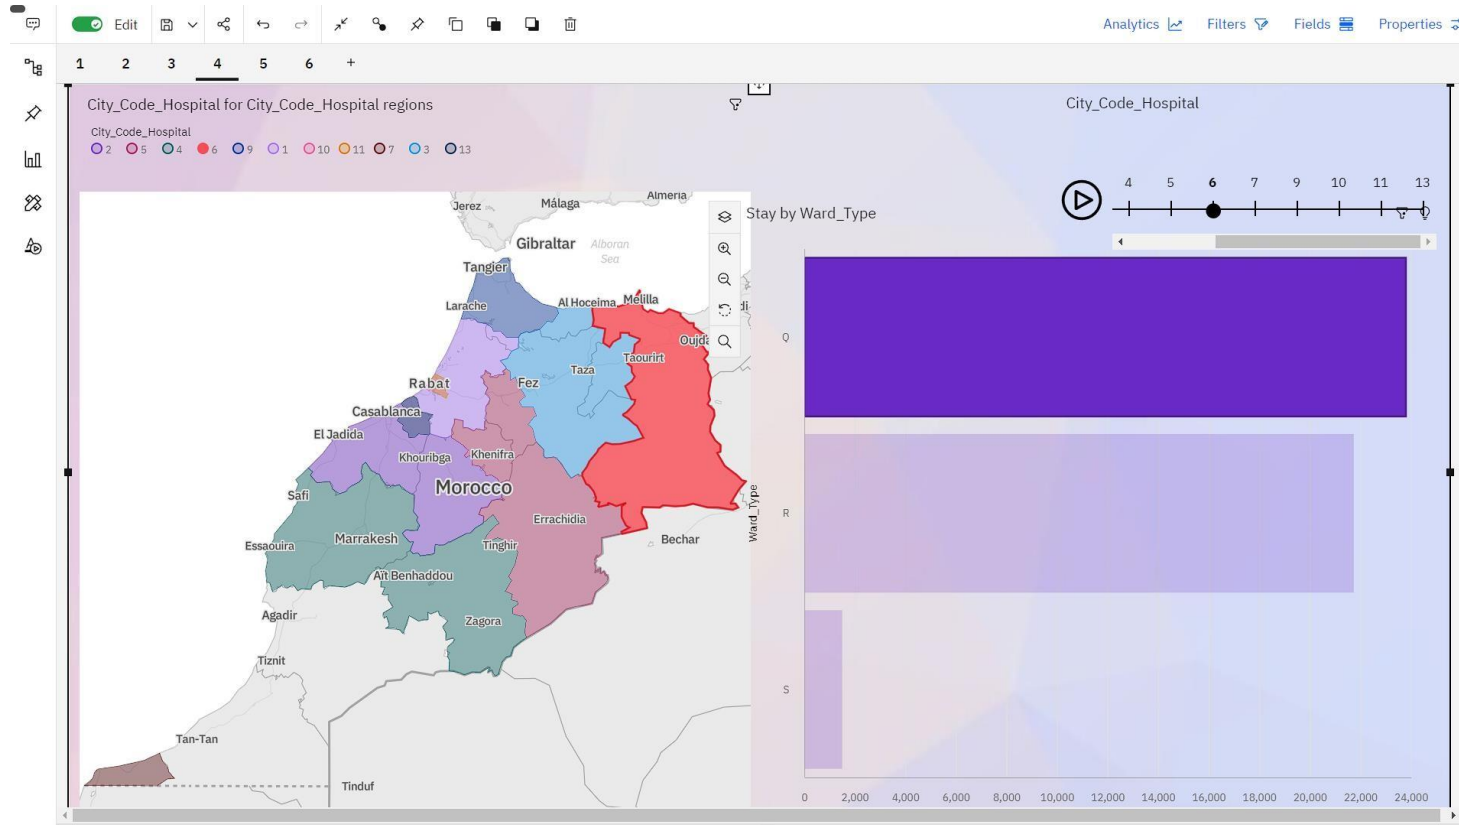 Edit
Analytics
Filters
Fields
Properties
1 2 3 4 5 6 +
City_Code_Hospital for City_Code_Hospital regions
City_Code_Hospital
2 5 4 6 9 1 10 11 7 3 13
City_Code_Hospital
4 5 6 7 9 10 11 13
Stay by Ward_Type
Jerez
Málaga
Almeria
Gibraltar
Alboran
Sea
Tangier
Larache
Al Hoceima
Melilla
Taourirt
Taza
Fez
Rabat
Casablanca
El Jadida
Khouribga
Khenifra
Morocco
Safi
Errachidia
Marrakesh
Essaouira
Tinghir
Bechar
Aït Benhaddou
Agadir
Zagora
Tiznit
Tan-Tan
Tinduf
Ward_Type
Q
R
S
0 2,000 4,000 6,000 8,000 10,000 12,000 14,000 16,000 18,000 20,000 22,000 24,000